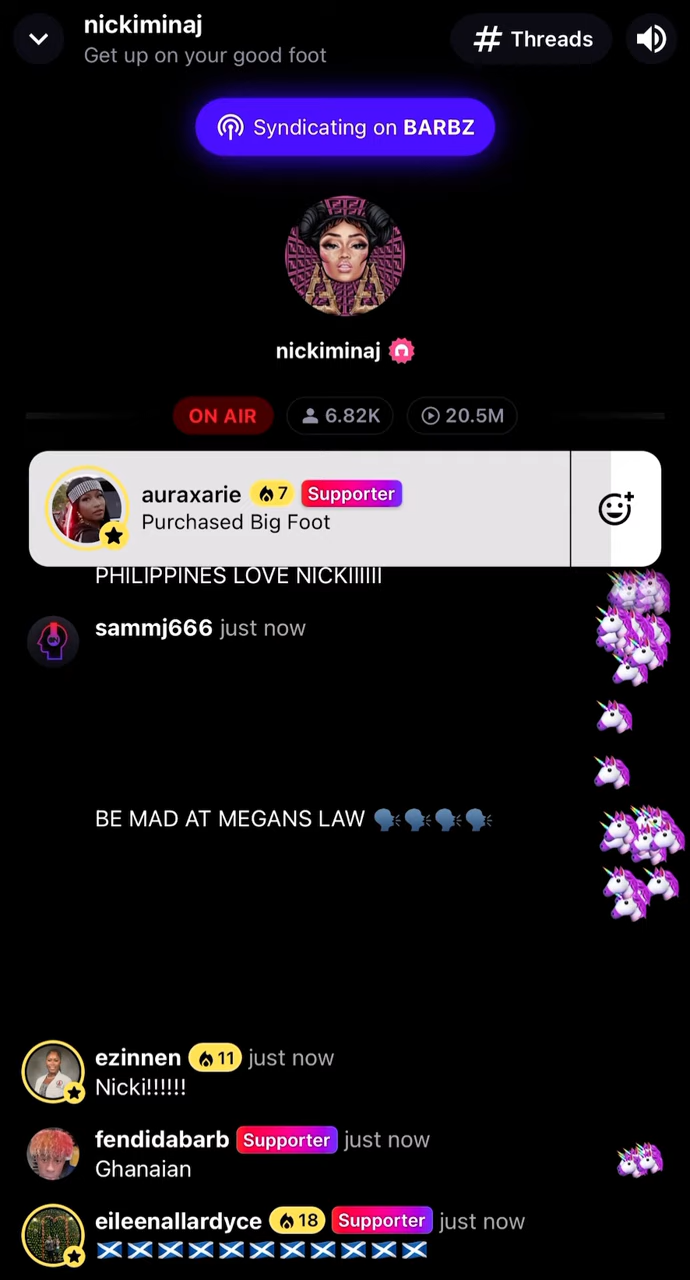 nickiminaj
Get up on your good foot
# Threads
Syndicating on BARBZ
nickiminaj
ON AIR 6.82K 20.5M
auraxarie 7 Supporter
Purchased Big Foot
PHILIPPINES LOVE NICKIIIIII
sammj666 just now
BE MAD AT MEGANS LAW 🗣🗣🗣🗣
ezinnen 11 just now
Nicki!!!!!!
fendidabarb Supporter just now
Ghanaian
eileenallardyce 18 Supporter just now
🏴󠁧󠁢󠁳󠁣󠁴󠁿🏴󠁧󠁢󠁳󠁣󠁴󠁿🏴󠁧󠁢󠁳󠁣󠁴󠁿🏴󠁧󠁢󠁳󠁣󠁴󠁿🏴󠁧󠁢󠁳󠁣󠁴󠁿🏴󠁧󠁢󠁳󠁣󠁴󠁿🏴󠁧󠁢󠁳󠁣󠁴󠁿🏴󠁧󠁢󠁳󠁣󠁴󠁿🏴󠁧󠁢󠁳󠁣󠁴󠁿🏴󠁧󠁢󠁳󠁣󠁴󠁿🏴󠁧󠁢󠁳󠁣󠁴󠁿